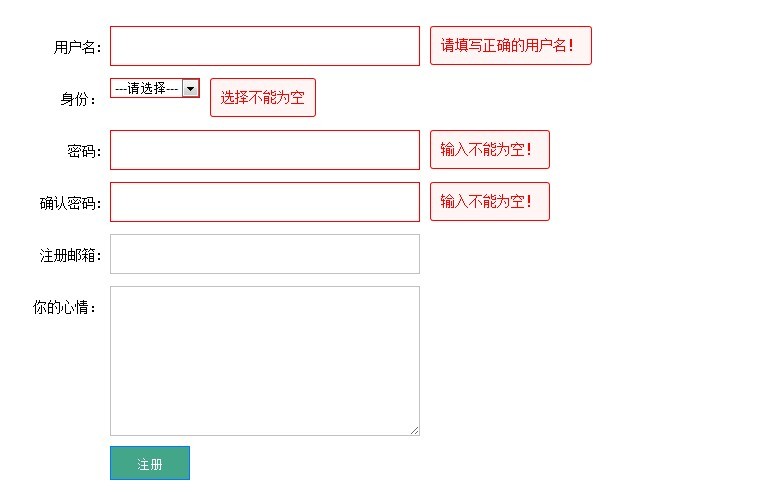 用户名: 请填写正确的用户名！
身份： ---请选择--- 选择不能为空
密码: 输入不能为空！
确认密码: 输入不能为空！
注册邮箱:
你的心情：
注册